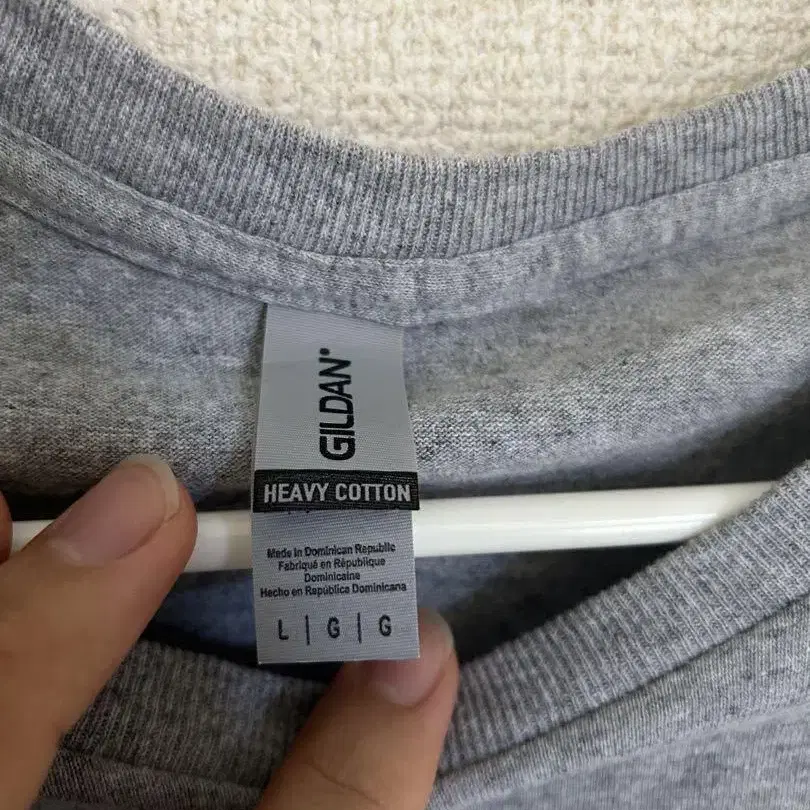 GILDAN®
HEAVY COTTON
Made in Dominican Republic
Fabriqué en République
Dominicaine
Hecho en República Dominicana
L | G | G